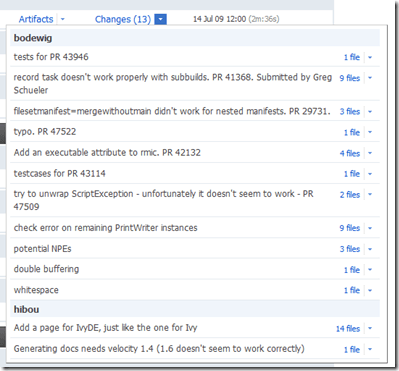 Artifacts Changes (13) 14 Jul 09 12:00 (2m:36s)
bodewig
tests for PR 43946 1 file
record task doesn't work properly with subbuilds. PR 41368. Submitted by Greg 9 files
Schueler
filesetmanifest=mergewithoutmain didn't work for nested manifests. PR 29731. 3 files
typo. PR 47522 1 file
Add an executable attribute to rmic. PR 42132 4 files
testcases for PR 43114 1 file
try to unwrap ScriptException - unfortunately it doesn't seem to work - PR 2 files
47509
check error on remaining PrintWriter instances 9 files
potential NPEs 3 files
double buffering 1 file
whitespace 1 file
hibou
Add a page for IvyDE, just like the one for Ivy 14 files
Generating docs needs velocity 1.4 (1.6 doesn't seem to work correctly) 1 file